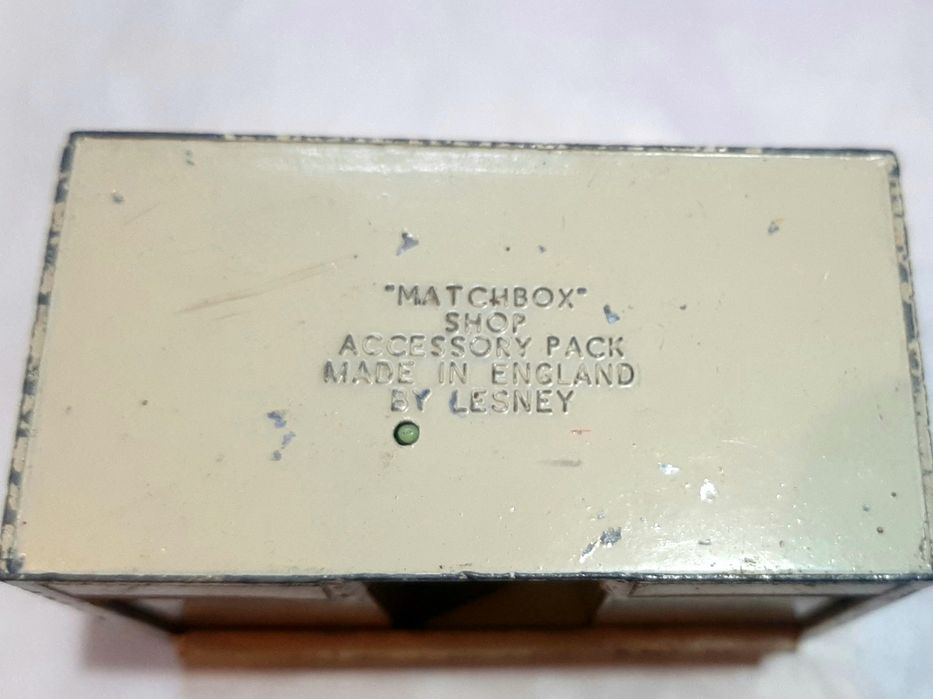 "MATCHBOX"
SHOP
ACCESSORY PACK
MADE IN ENGLAND
BY LESNEY